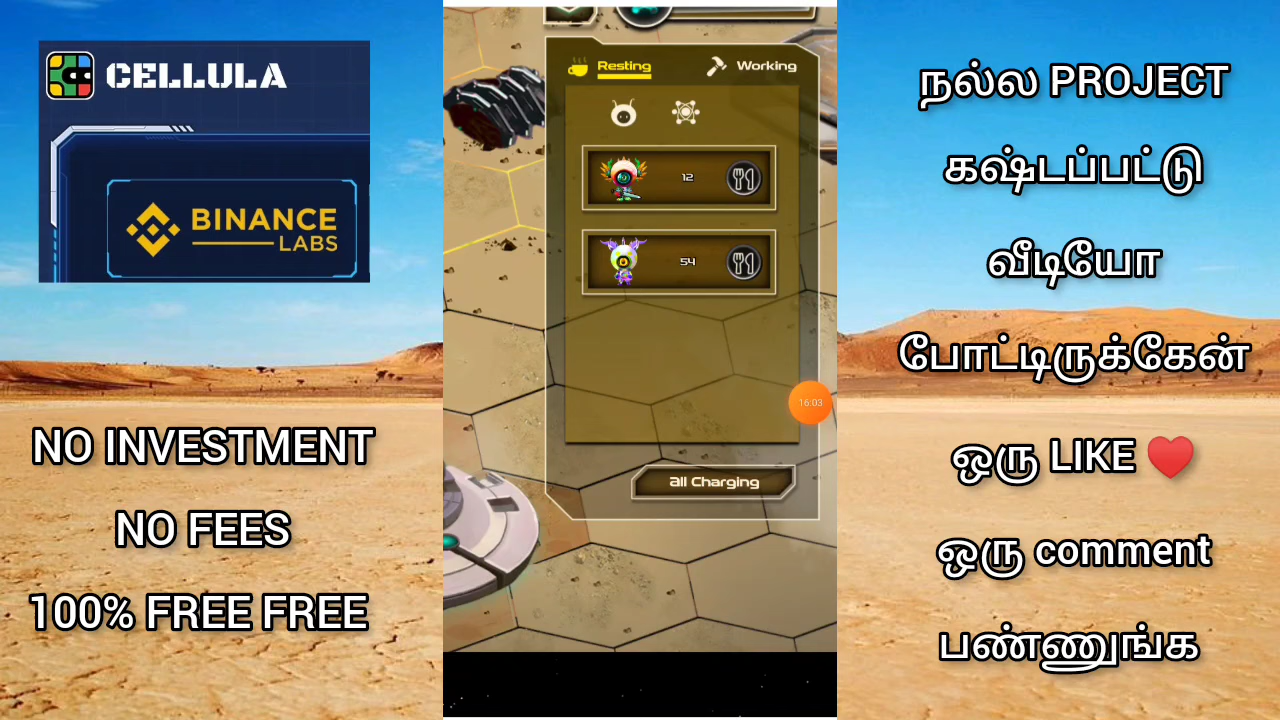 CELLULA
BINANCE
LABS
NO INVESTMENT
NO FEES
100% FREE FREE
Resting
Working
12
54
16:03
all Charging
நல்ல PROJECT
கஷ்டப்பட்டு
வீடியோ
போட்டிருக்கேன்
ஒரு LIKE ❤️
ஒரு comment
பண்ணுங்க